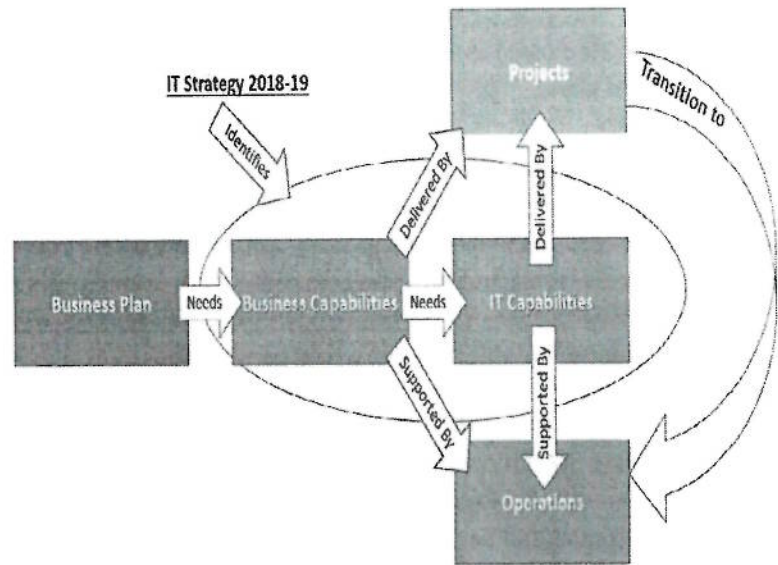 Projects
Transition to
IT Strategy 2018-19
Identifies
Delivered By
Delivered By
Business Plan
Needs
Business Capabilities
Needs
IT Capabilities
Supported By
Supported By
Operations